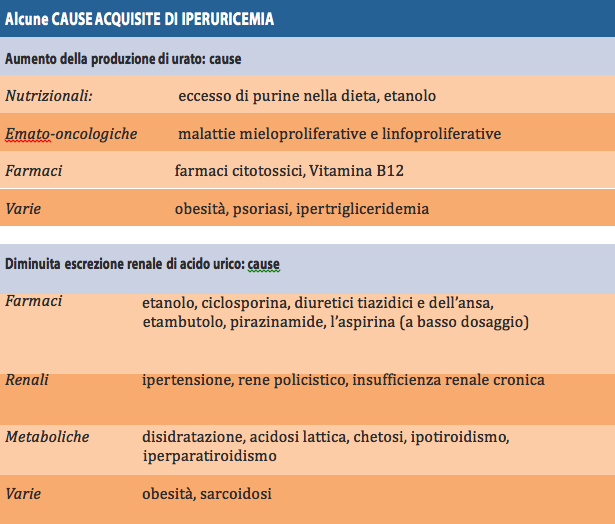 Alcune CAUSE ACQUISITE DI IPERURICEMIA
Aumento della produzione di urato: cause
Nutrizionali: eccesso di purine nella dieta, etanolo
Emato-oncologiche malattie mieloproliferative e linfoproliferative
Farmaci farmaci citotossici, Vitamina B12
Varie obesità, psoriasi, ipertrigliceridemia
Diminuita escrezione renale di acido urico: cause
Farmaci etanolo, ciclosporina, diuretici tiazidici e dell'ansa,
etambutolo, pirazinamide, l'aspirina (a basso dosaggio)
Renali ipertensione, rene policistico, insufficienza renale cronica
Metaboliche disidratazione, acidosi lattica, chetosi, ipotiroidismo,
iperparatiroidismo
Varie obesità, sarcoidosi